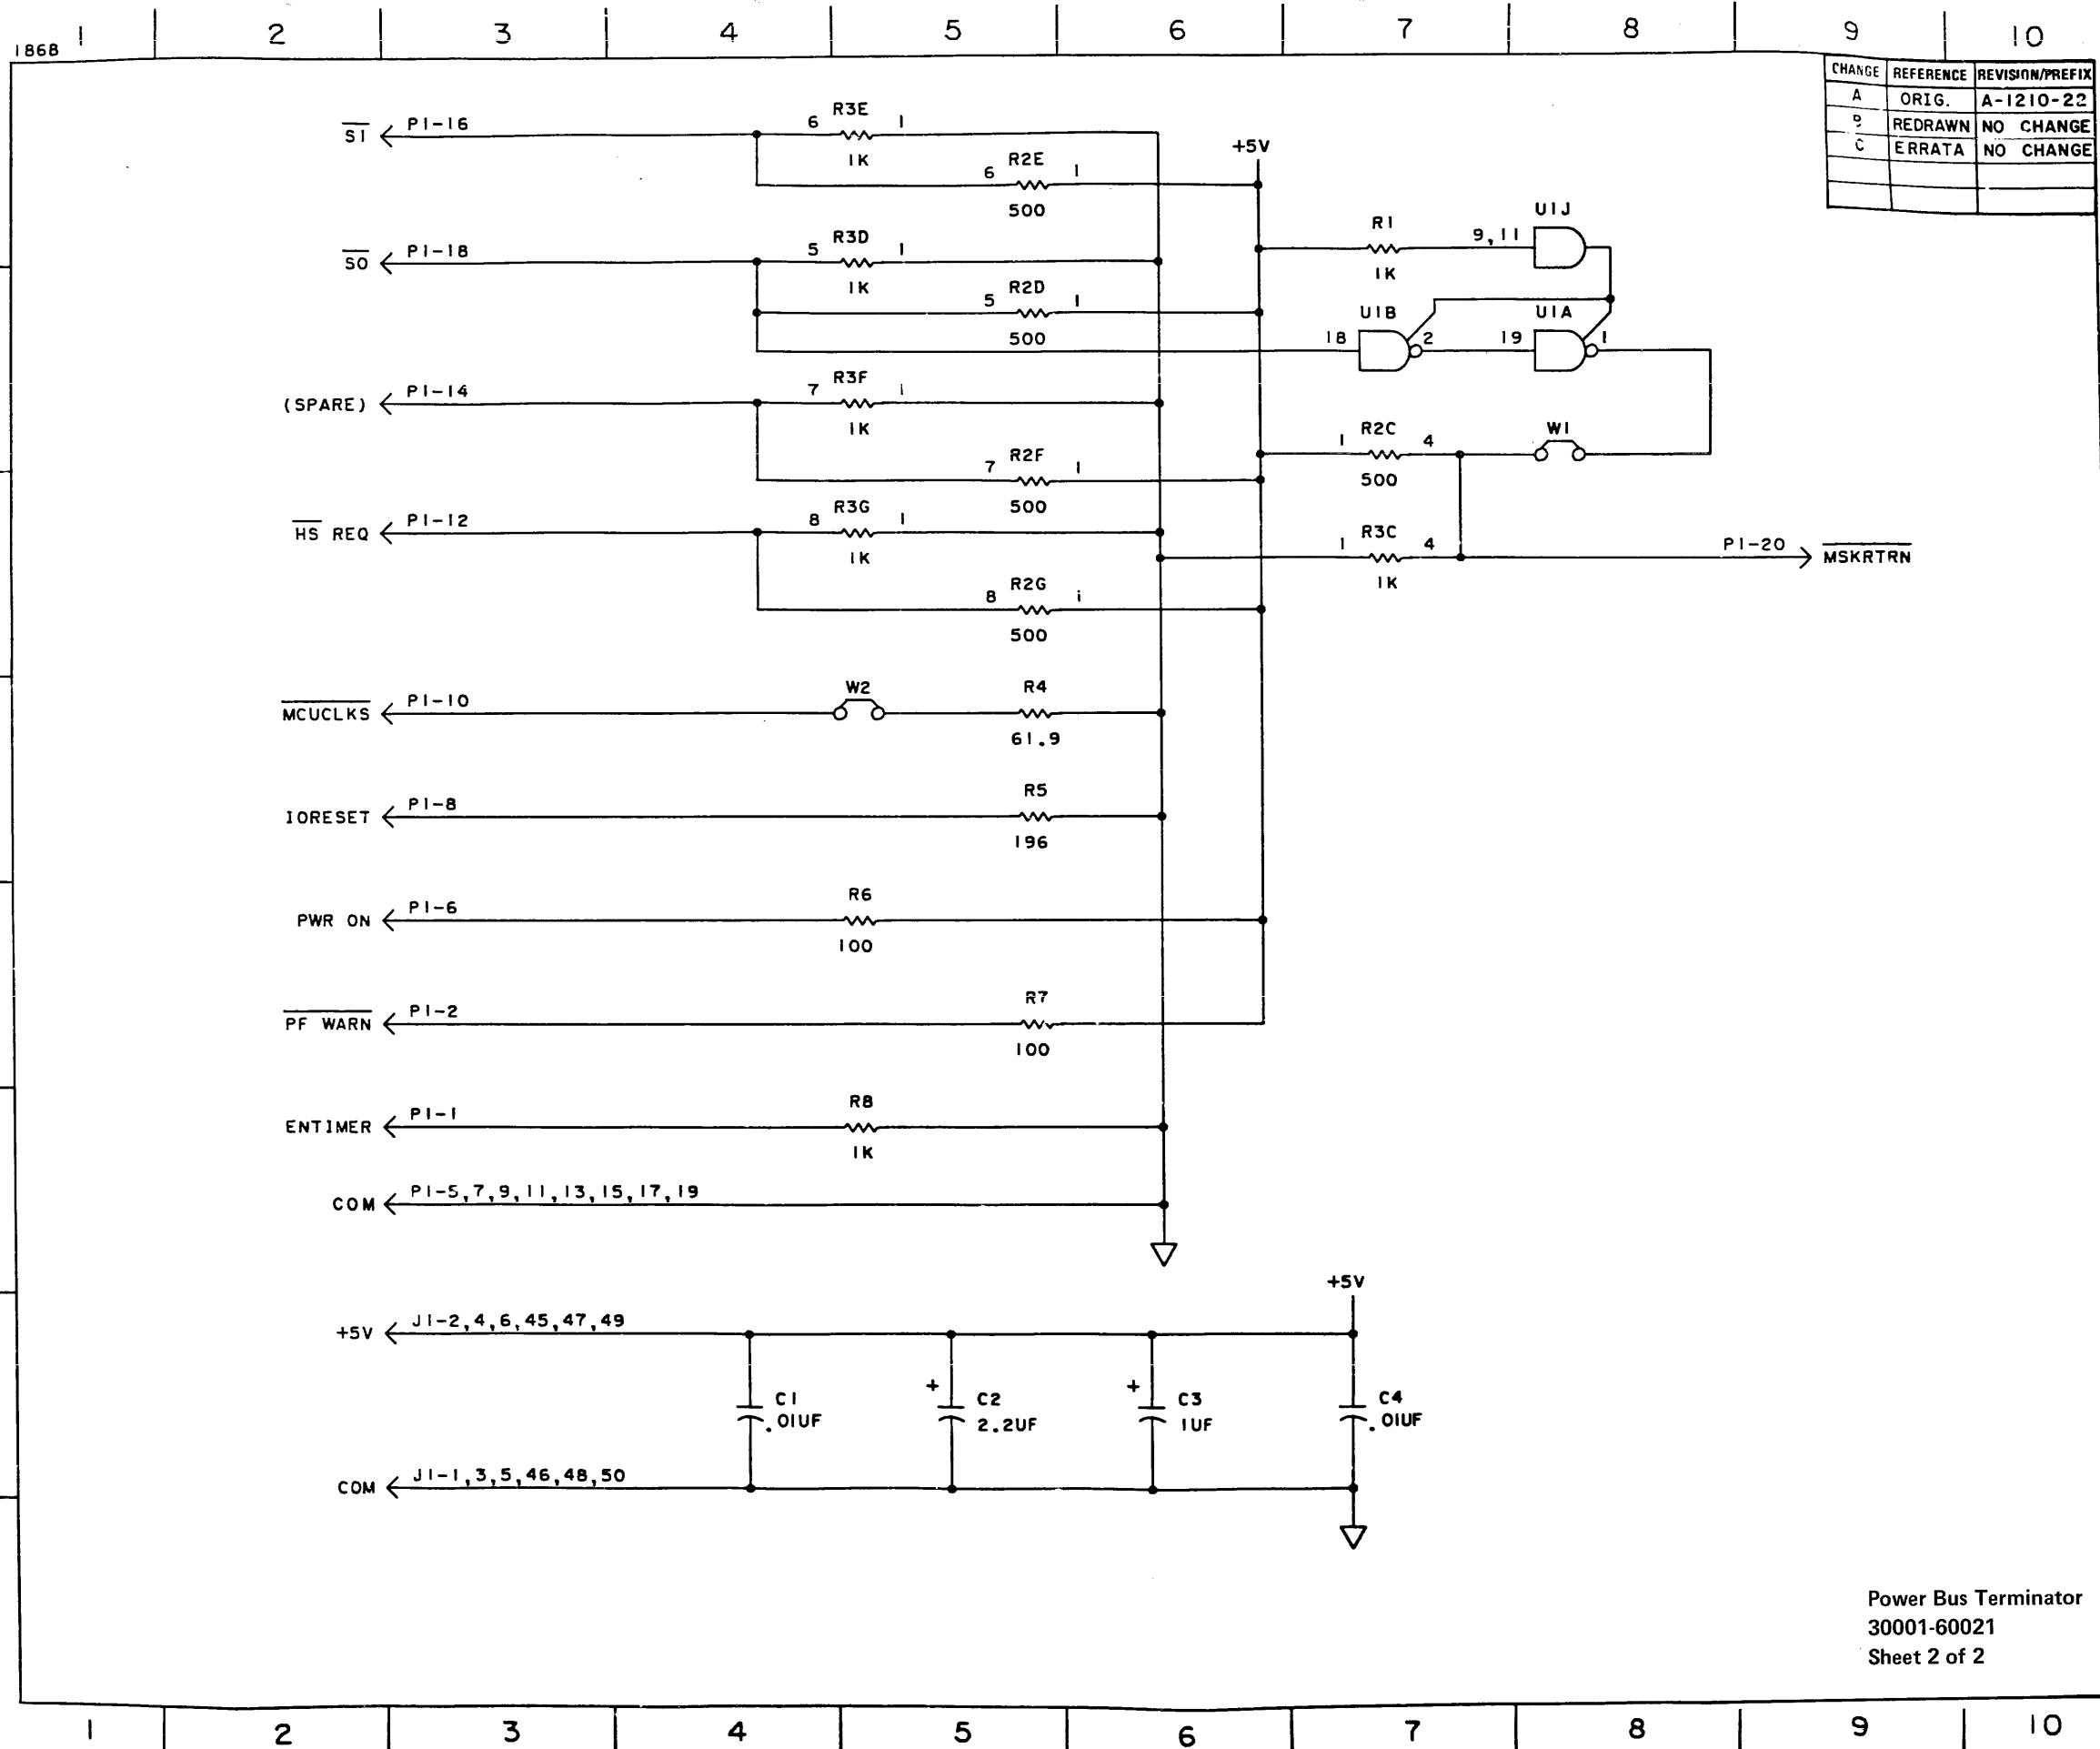 1 2 3 4 5 6 7 8 9 10
1868
CHANGE REFERENCE REVISION/PREFIX
A ORIG. A-1210-22
B REDRAWN NO CHANGE
C ERRATA NO CHANGE
S1 P1-16 6 R3E 1
1K
+5V
6 R2E 1
500
R1 9,11 U1J
1K
S0 P1-18 5 R3D 1
1K
5 R2D 1
500
18 U1B 2 19 U1A 1
(SPARE) P1-14 7 R3F 1
1K
1 R2C 4 W1
500
7 R2F 1
500
HS REQ P1-12 8 R3G 1
1K
1 R3C 4 P1-20 MSKRTRN
1K
8 R2G 1
500
MCUCLKS P1-10 W2 R4
61.9
IORESET P1-8 R5
196
PWR ON P1-6 R6
100
PF WARN P1-2 R7
100
ENTIMER P1-1 R8
1K
COM P1-5,7,9,11,13,15,17,19
+5V
+5V J1-2,4,6,45,47,49
C1
.01UF
+ C2
2.2UF
+ C3
1UF
C4
.01UF
COM J1-1,3,5,46,48,50
Power Bus Terminator
30001-60021
Sheet 2 of 2
1 2 3 4 5 6 7 8 9 10